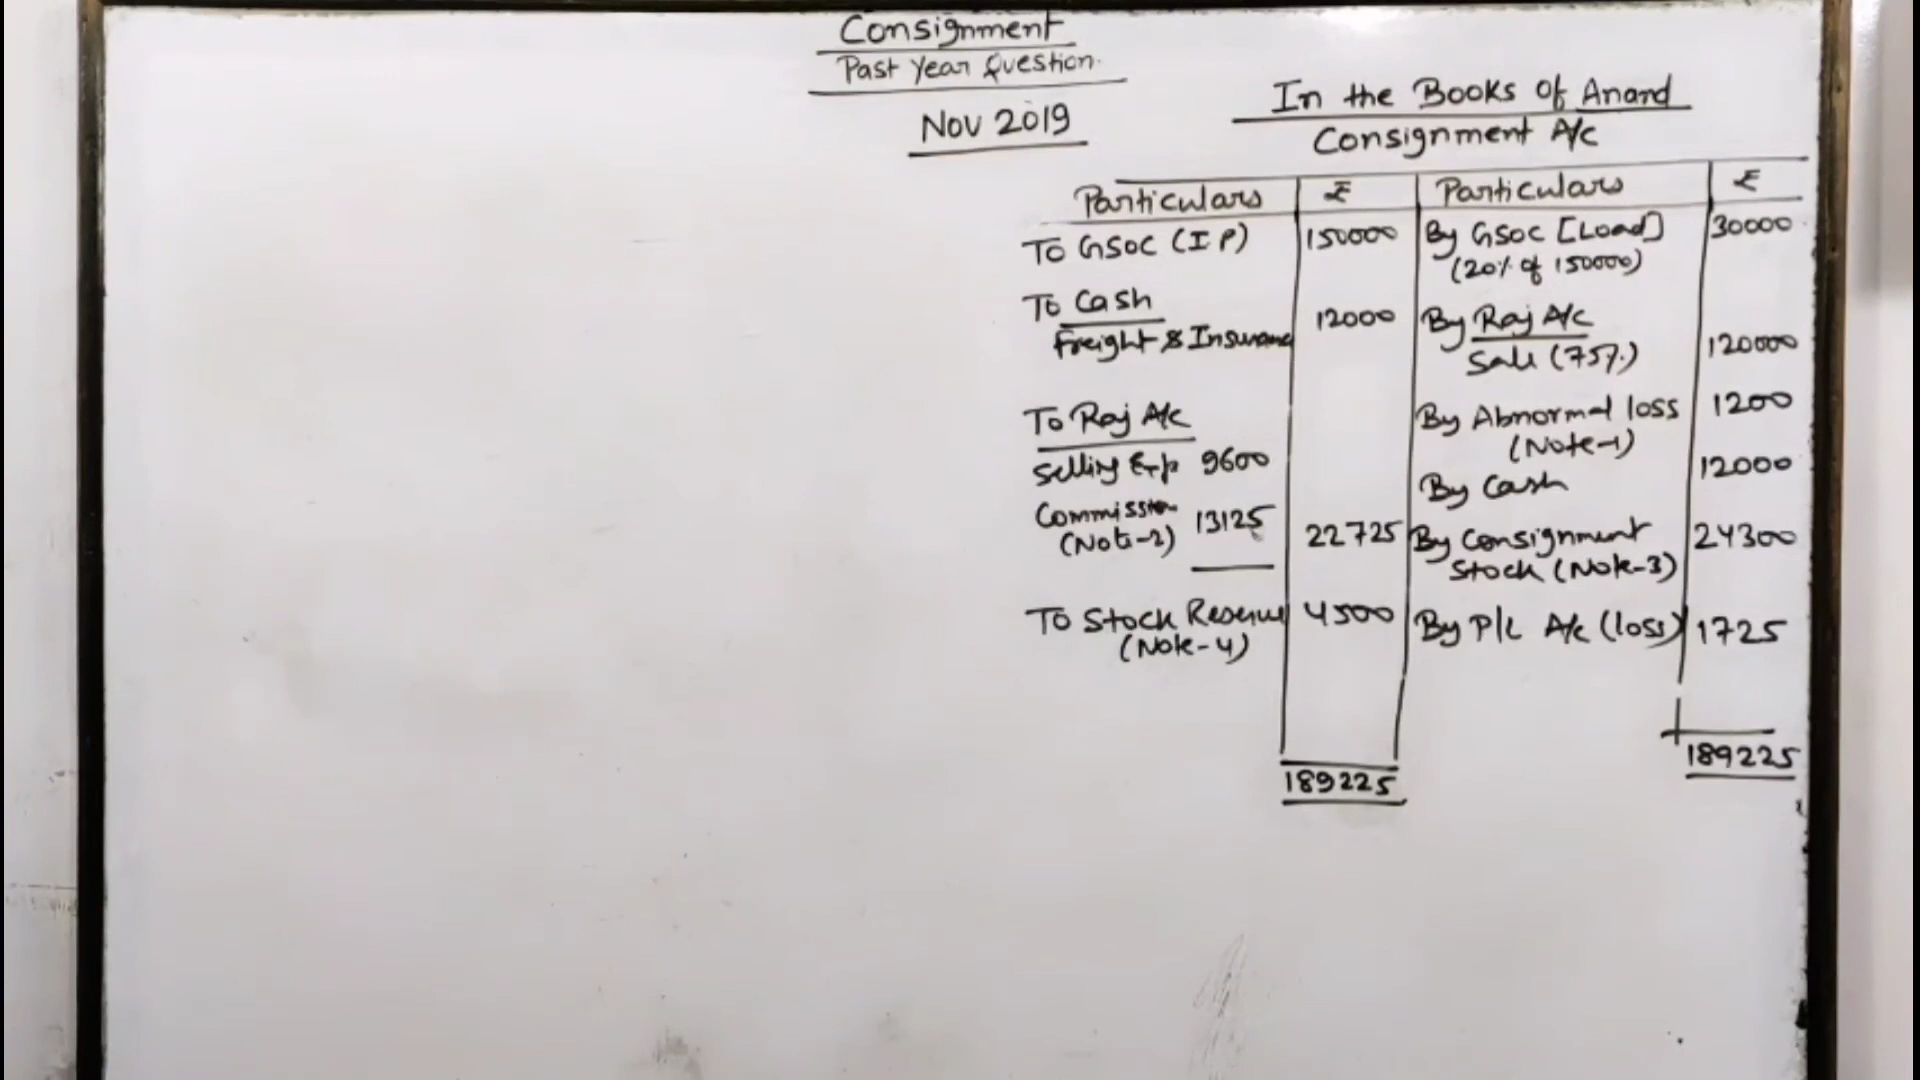 Consignment
Past Year Question.
Nov 2019
In the Books Of Anand
Consignment A/c
Particulars ₹ Particulars ₹
To GSOC (I P) 150000 By GSOC [Load] 30000
(20% of 150000)
To Cash
Freight & Insurance 12000 By Raj A/c
Sale (75%) 120000
To Raj A/c By Abnormal loss 1200
(Note-1)
Selling Exp 9600 By Cash 12000
Commission 13125 22725 By Consignment 24300
(Note-2) Stock (Note-3)
To Stock Reserve 4500 By P/L A/c (loss) 1725
(Note-4)
189225 189225